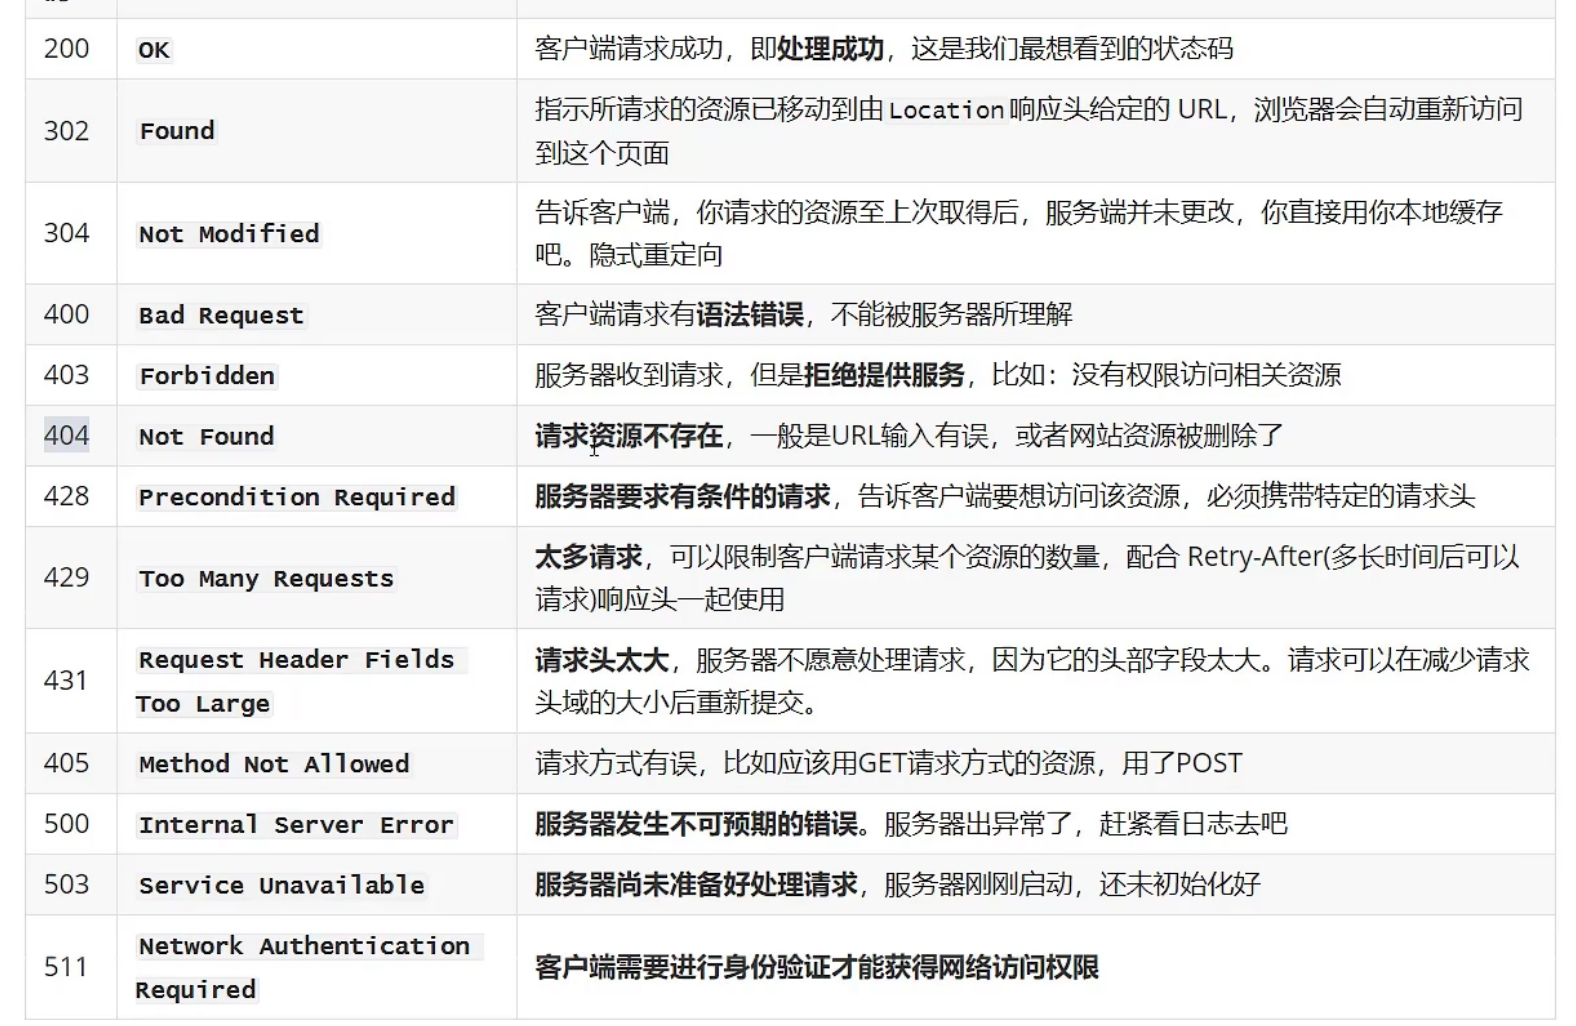 200 OK 客户端请求成功，即处理成功，这是我们最想看到的状态码
302 Found 指示所请求的资源已移动到由Location响应头给定的 URL，浏览器会自动重新访问
到这个页面
304 Not Modified 告诉客户端，你请求的资源至上次取得后，服务端并未更改，你直接用你本地缓存
吧。隐式重定向
400 Bad Request 客户端请求有语法错误，不能被服务器所理解
403 Forbidden 服务器收到请求，但是拒绝提供服务，比如：没有权限访问相关资源
404 Not Found 请求资源不存在，一般是URL输入有误，或者网站资源被删除了
428 Precondition Required 服务器要求有条件的请求，告诉客户端要想访问该资源，必须携带特定的请求头
429 Too Many Requests 太多请求，可以限制客户端请求某个资源的数量，配合 Retry-After(多长时间后可以
请求)响应头一起使用
431 Request Header Fields
Too Large
请求头太大，服务器不愿意处理请求，因为它的头部字段太大。请求可以在减少请求
头域的大小后重新提交。
405 Method Not Allowed 请求方式有误，比如应该用GET请求方式的资源，用了POST
500 Internal Server Error 服务器发生不可预期的错误。服务器出异常了，赶紧看日志去吧
503 Service Unavailable 服务器尚未准备好处理请求，服务器刚刚启动，还未初始化好
511 Network Authentication
Required
客户端需要进行身份验证才能获得网络访问权限